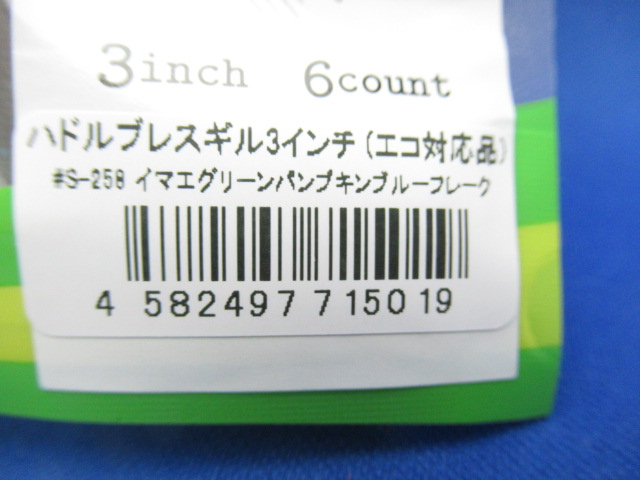 3inch 6count
ハドルブレスギル3インチ(エコ対応品)
#S-258 イマエグリーンパンプキンブルーフレーク
4 582497 715019